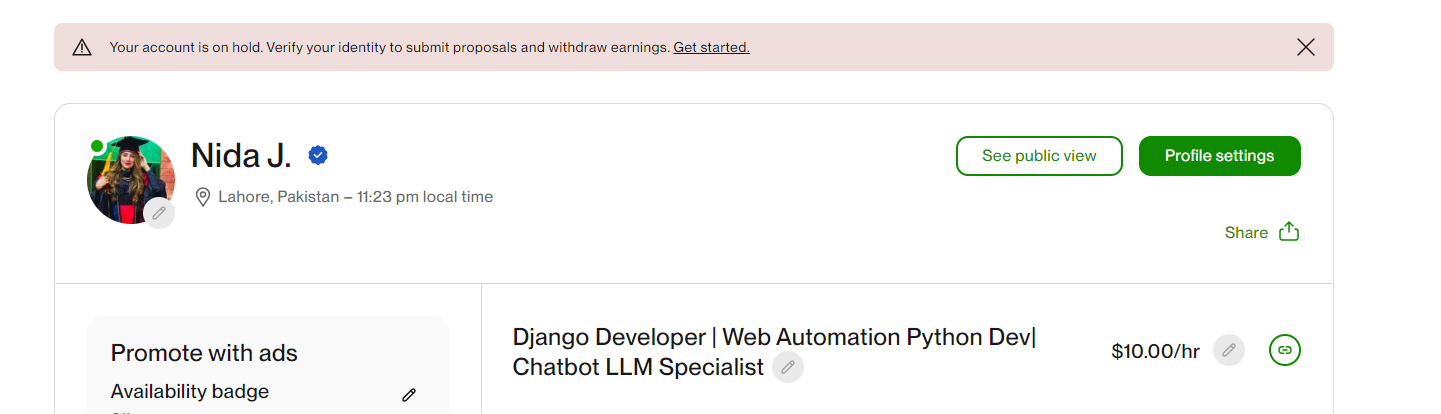 Your account is on hold. Verify your identity to submit proposals and withdraw earnings. Get started.
Nida J.
Lahore, Pakistan – 11:23 pm local time
See public view
Profile settings
Share
Promote with ads
Availability badge
Django Developer | Web Automation Python Dev|
Chatbot LLM Specialist
$10.00/hr